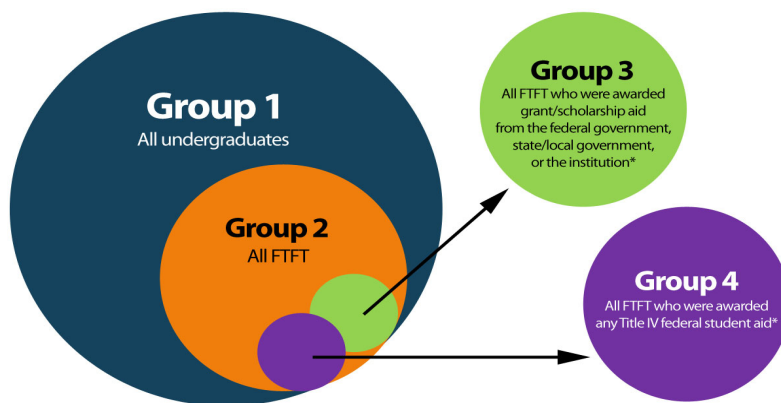 Group 1
All undergraduates
Group 2
All FTFT
Group 3
All FTFT who were awarded
grant/scholarship aid
from the federal government,
state/local government,
or the institution*
Group 4
All FTFT who were awarded
any Title IV federal student aid*